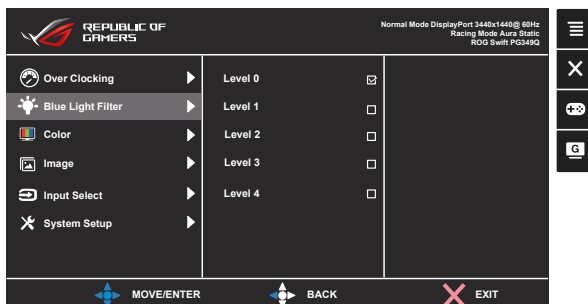 REPUBLIC OF
GAMERS
Normal Mode DisplayPort 3440x1440@ 60Hz
Racing Mode Aura Static
ROG Swift PG349Q
Over Clocking
Level 0
Blue Light Filter
Level 1
Color
Level 2
Image
Level 3
Input Select
Level 4
System Setup
MOVE/ENTER
BACK
EXIT
G